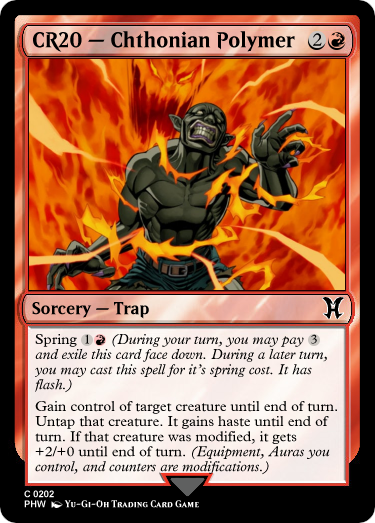 CR20 — Chthonian Polymer 2
Sorcery — Trap
Spring 1 (During your turn, you may pay 3
and exile this card face down. During a later turn,
you may cast this spell for it's spring cost. It has
flash.)
Gain control of target creature until end of turn.
Untap that creature. It gains haste until end of
turn. If that creature was modified, it gets
+2/+0 until end of turn. (Equipment, Auras you
control, and counters are modifications.)
C 0202
PHW Yu-Gi-Oh Trading Card Game